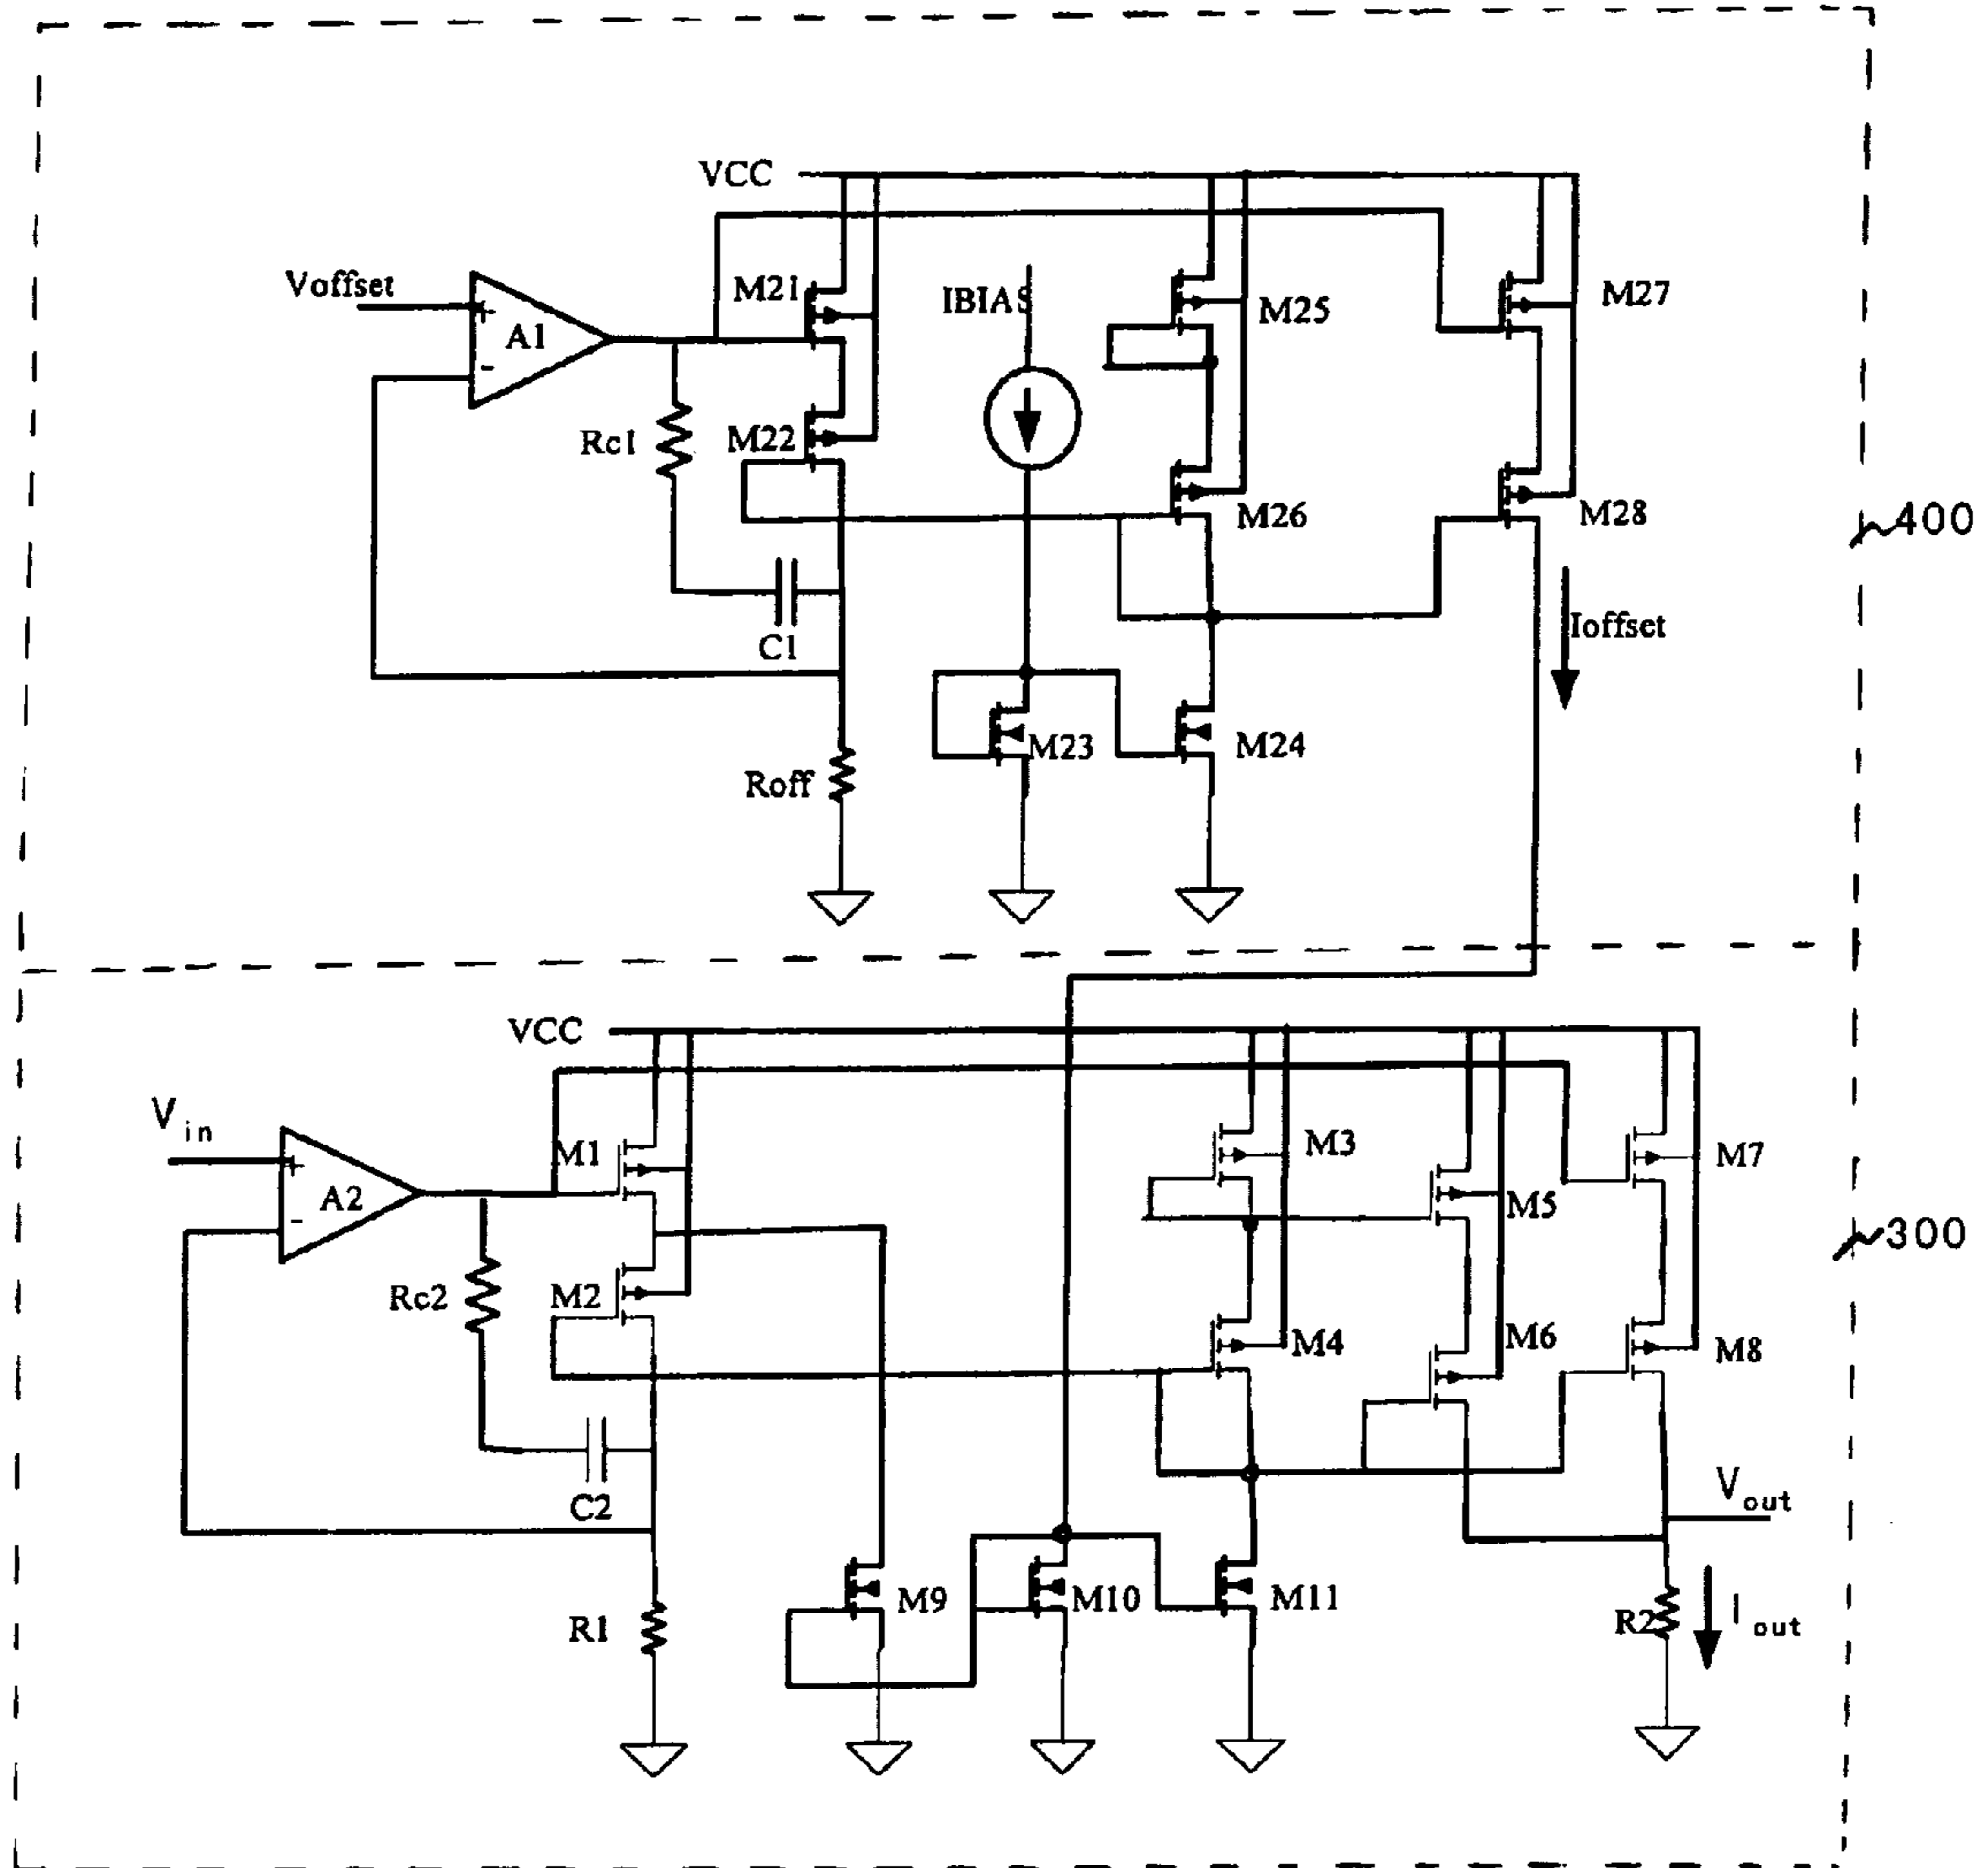 VCC
Voffset
+
A1
-
M21
IBIAS
M25
M27
Rc1
M22
M26
M28
400
C1
Ioffset
Roff
M23
M24
VCC
Vin
+
A2
-
M1
M3
M7
M5
300
Rc2
M2
M4
M6
M8
C2
Vout
R1
M9
M10
M11
R2
Iout